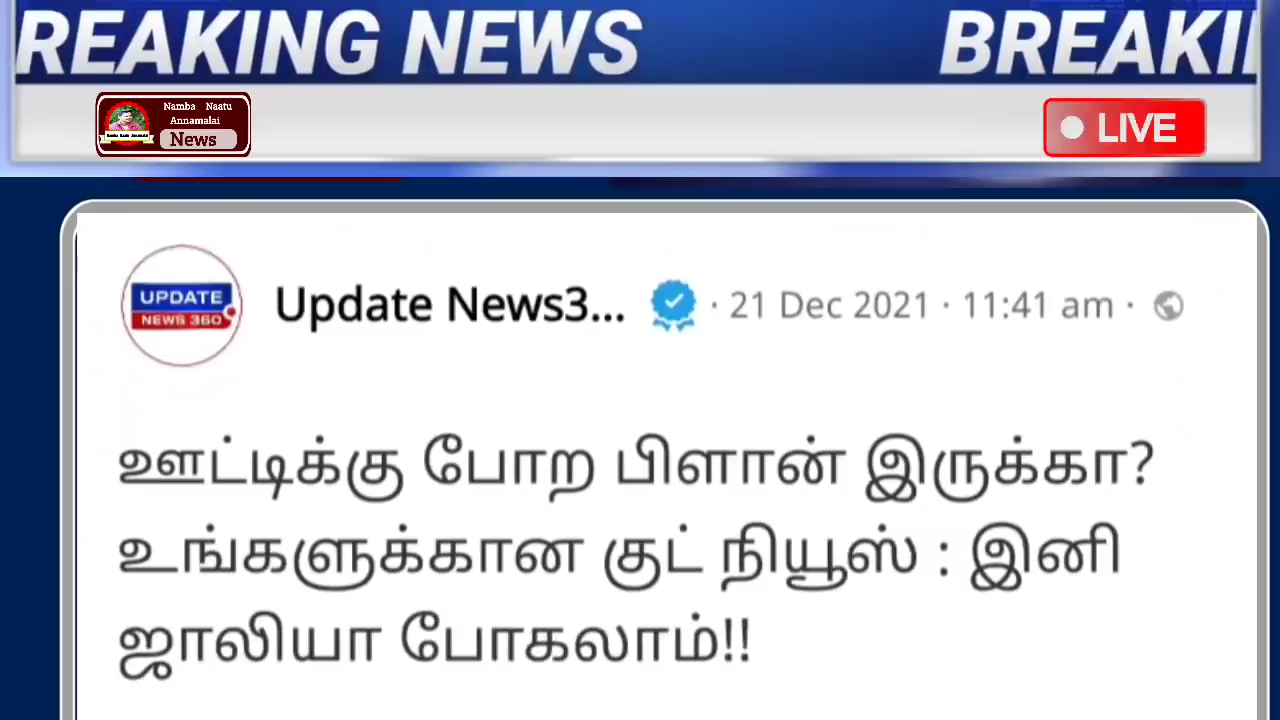 REAKING NEWS BREAKI
Namba Naatu
Annamalai
News
LIVE
UPDATE
NEWS 360
Update News3... · 21 Dec 2021 · 11:41 am ·
ஊட்டிக்கு போற பிளான் இருக்கா?
உங்களுக்கான குட் நியூஸ் : இனி
ஜாலியா போகலாம்!!